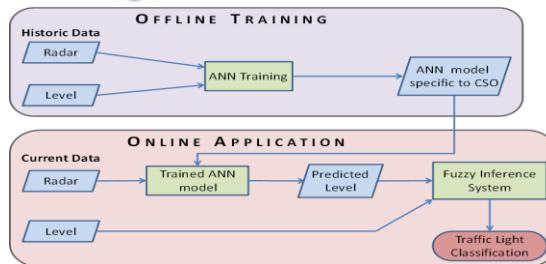 OFFLINE TRAINING
Historic Data
Radar
Level
ANN Training
ANN model
specific to CSO
ONLINE APPLICATION
Current Data
Radar
Trained ANN
model
Predicted
Level
Fuzzy Inference
System
Level
Traffic Light
Classification